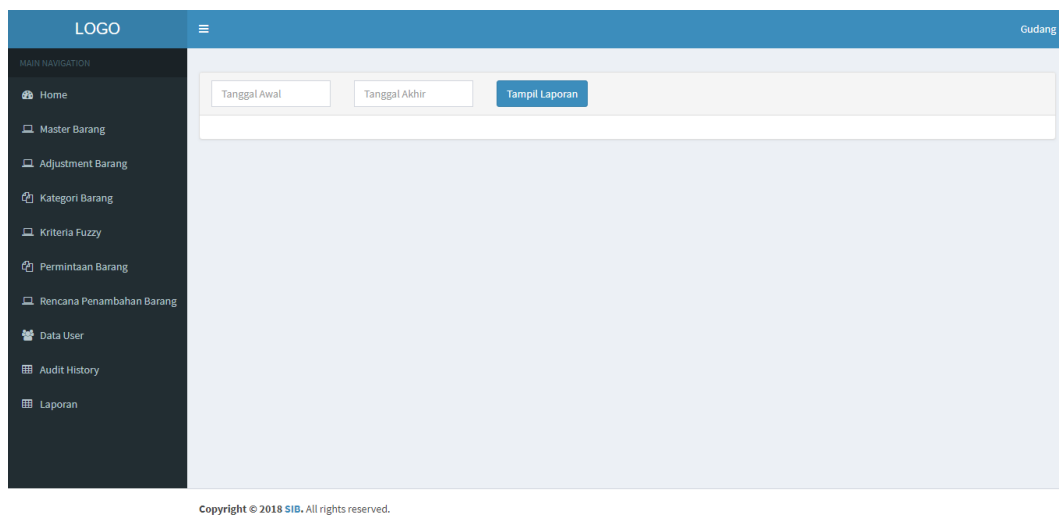 LOGO
Gudang
MAIN NAVIGATION
Home
Master Barang
Adjustment Barang
Kategori Barang
Kriteria Fuzzy
Permintaan Barang
Rencana Penambahan Barang
Data User
Audit History
Laporan
Tanggal Awal
Tanggal Akhir
Tampil Laporan
Copyright © 2018 SIB. All rights reserved.